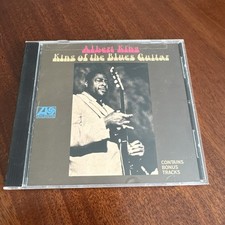 Albert King
King of the Blues Guitar
CONTAINS
BONUS
TRACKS